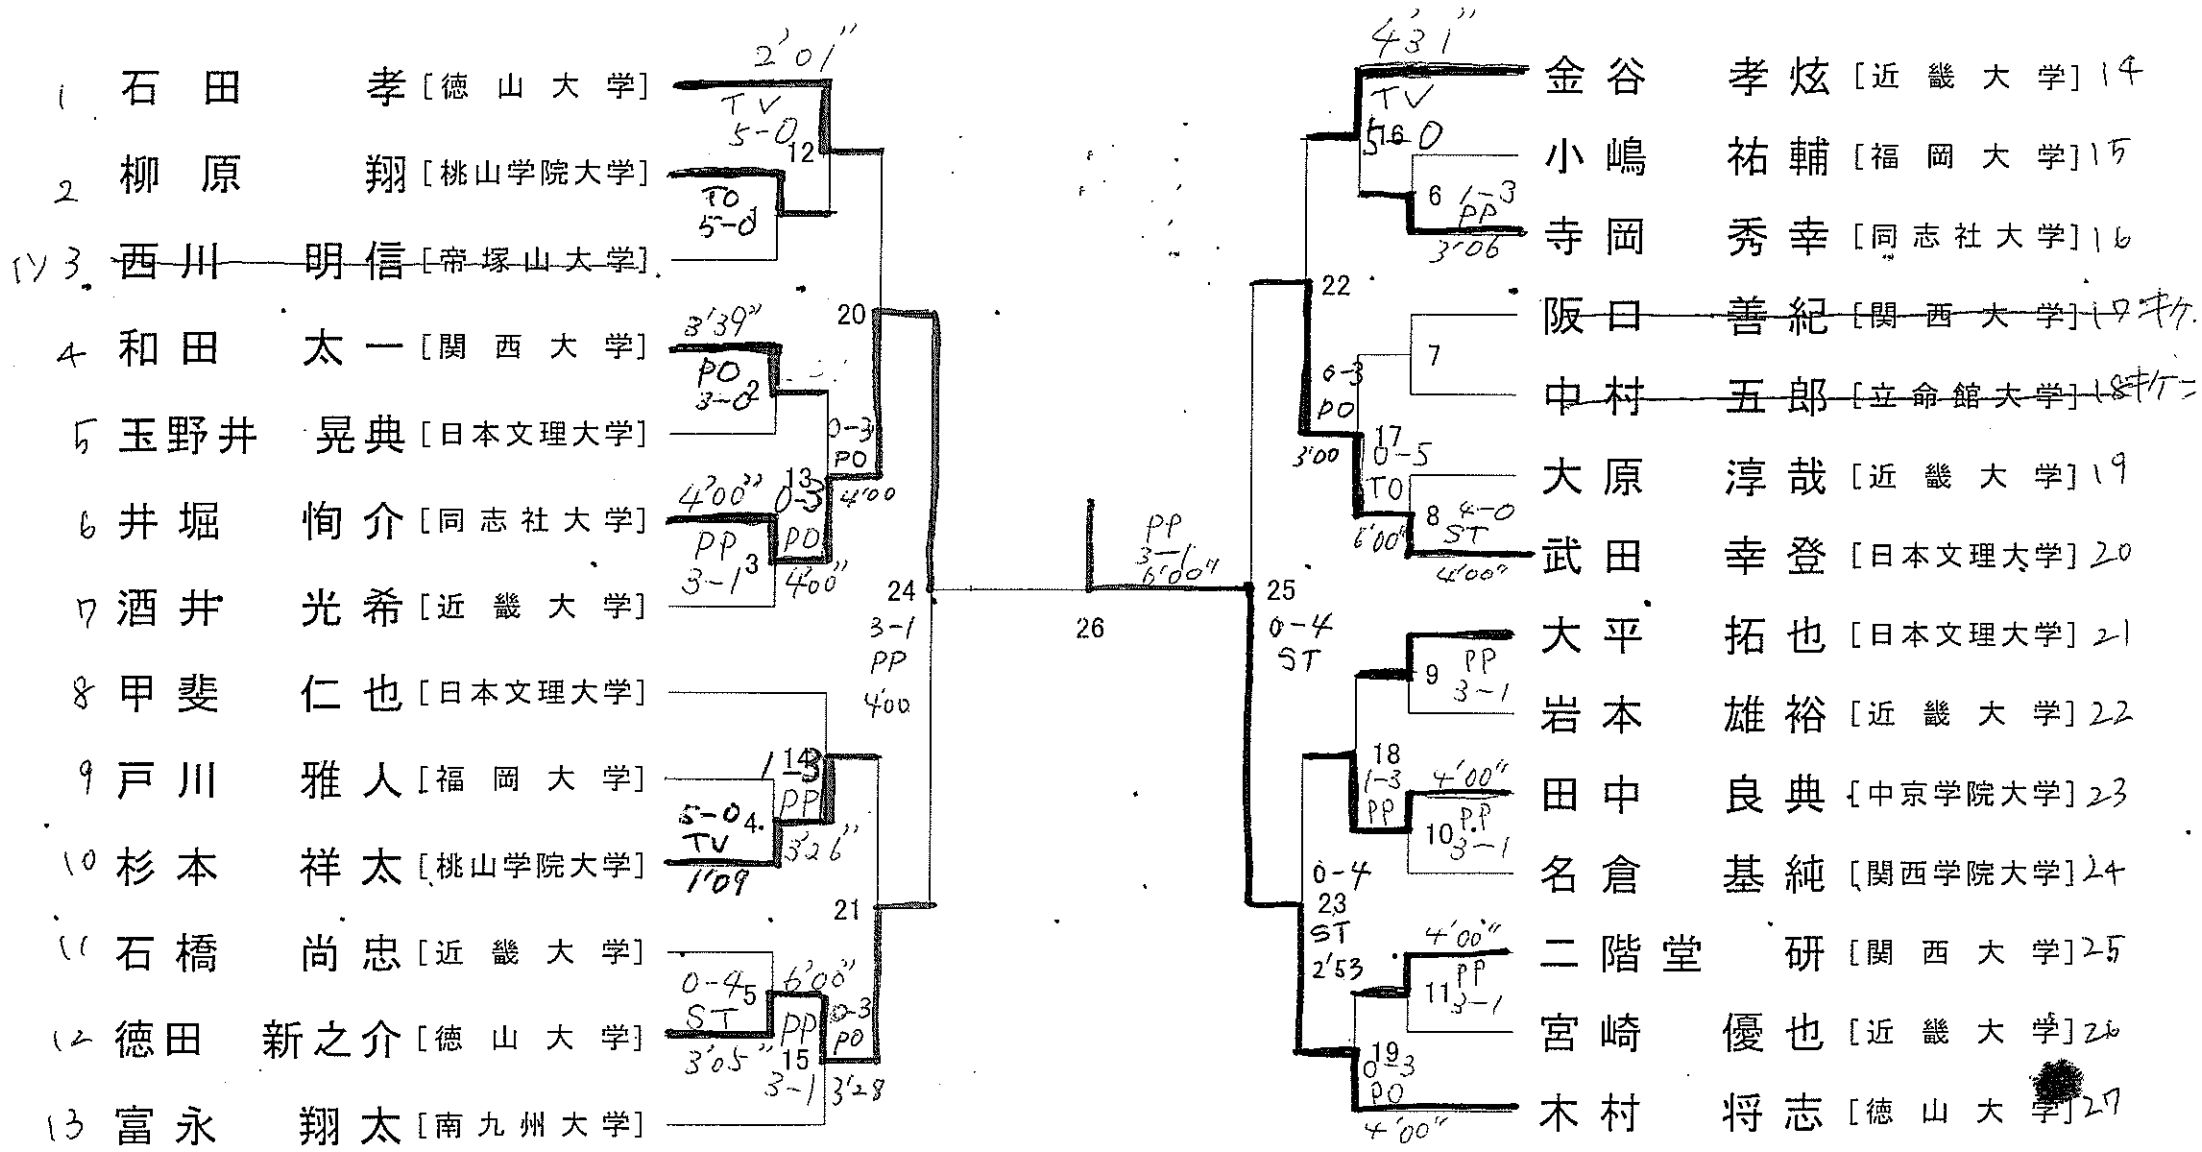 2'01"
1 石田 孝 [徳山大学]
TV
5-0
12
2 柳原 翔 [桃山学院大学]
TO
5-0
1
3 西川 明信 [帝塚山大学]
20
3'39"
4 和田 太一 [関西大学]
PO
3-0
2
5 玉野井 晃典 [日本文理大学]
0-3
PO
13
4'00
4'00"
0-3
6 井堀 恂介 [同志社大学]
PP
3-1
3
PO
4'00"
7 酒井 光希 [近畿大学]
24
3-1
PP
4'00
8 甲斐 仁也 [日本文理大学]
14
1-3
9 戸川 雅人 [福岡大学]
PP
5-0
4
TV
3'26"
10 杉本 祥太 [桃山学院大学]
1'09
21
11 石橋 尚忠 [近畿大学]
0-4
5
6'00"
ST
PP
0-3
PO
12 徳田 新之介 [徳山大学]
3'05"
15
3-1
3'28
13 富永 翔太 [南九州大学]
PP
3-1
6'00"
26
4'31"
金谷 孝炫 [近畿大学] 14
TV
16
5-0
小嶋 祐輔 [福岡大学] 15
6
1-3
PP
寺岡 秀幸 [同志社大学] 16
3'06
22
阪口 善紀 [関西大学] 17 キケン
7
0-3
PO
中村 五郎 [立命館大学] 18 キケン
17
3'00
0-5
TO
大原 淳哉 [近畿大学] 19
8
4-0
ST
6'00"
武田 幸登 [日本文理大学] 20
4'00"
25
0-4
ST
大平 拓也 [日本文理大学] 21
9
PP
3-1
岩本 雄裕 [近畿大学] 22
18
1-3
PP
4'00"
田中 良典 [中京学院大学] 23
10
PP
3-1
名倉 基純 [関西学院大学] 24
0-4
23
ST
2'53
4'00"
二階堂 研 [関西大学] 25
11
PP
3-1
宮崎 優也 [近畿大学] 26
19
0-3
PO
木村 将志 [徳山大学] 27
4'00"